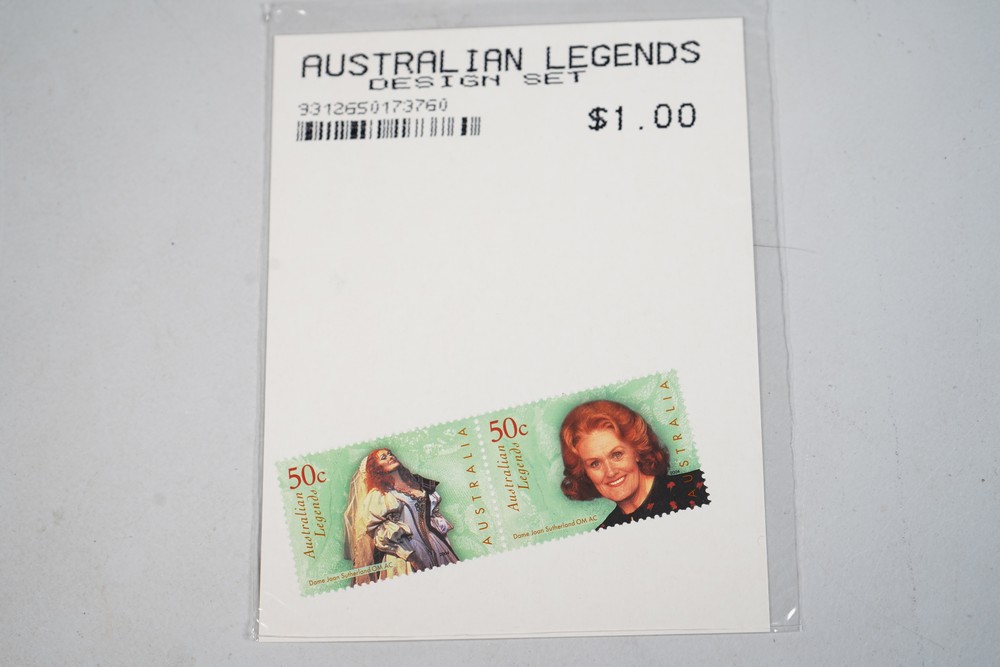 AUSTRALIAN LEGENDS
DESIGN SET
9312650173760
$1.00
50c
Australian
Legends
AUSTRALIA
Dame Joan Sutherland OM AC
50c
Australian
Legends
AUSTRALIA
Dame Joan Sutherland OM AC